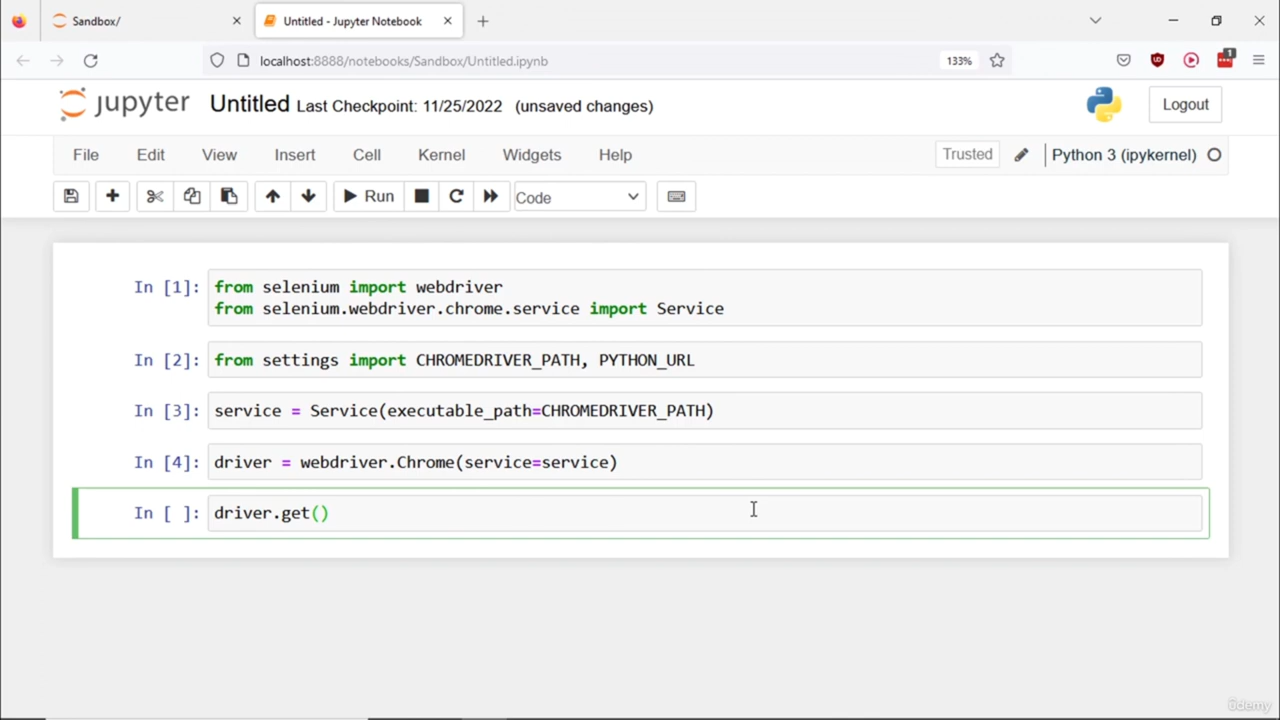 Sandbox/
Untitled - Jupyter Notebook
localhost:8888/notebooks/Sandbox/Untitled.ipynb
133%
1
jupyter Untitled Last Checkpoint: 11/25/2022 (unsaved changes)
Logout
File Edit View Insert Cell Kernel Widgets Help
Trusted
Python 3 (ipykernel)
Run
Code
In [1]: from selenium import webdriver
from selenium.webdriver.chrome.service import Service
In [2]: from settings import CHROMEDRIVER_PATH, PYTHON_URL
In [3]: service = Service(executable_path=CHROMEDRIVER_PATH)
In [4]: driver = webdriver.Chrome(service=service)
In [ ]: driver.get()
ûdemy